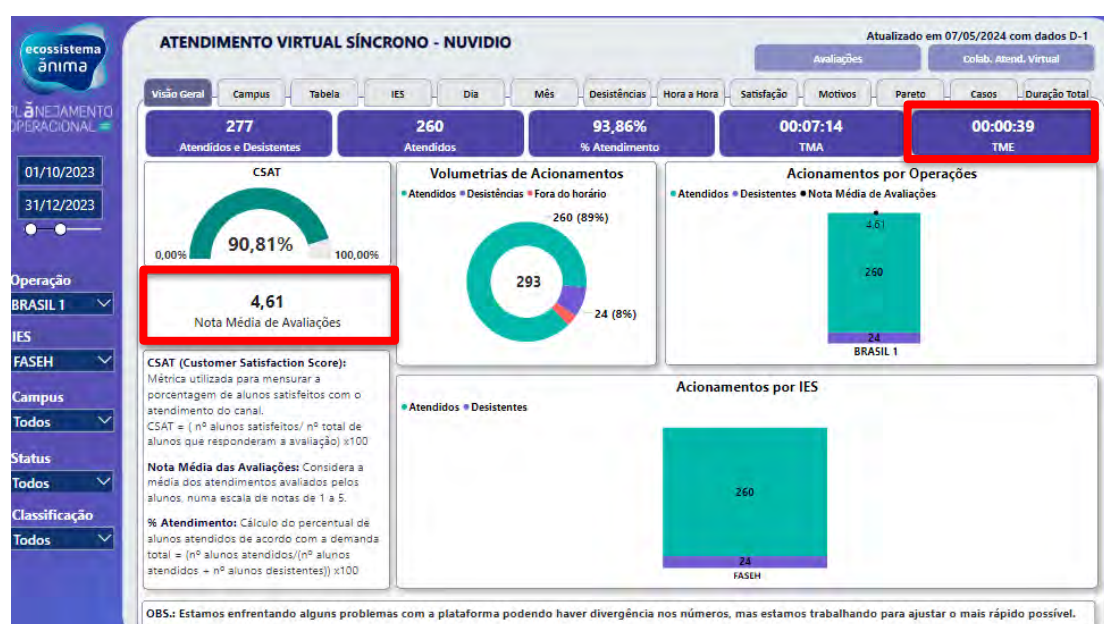 ecossistema
ănıma
PLăNEJAMENTO
OPERACIONAL
01/10/2023
31/12/2023
Operação
BRASIL 1
IES
FASEH
Campus
Todos
Status
Todos
Classificação
Todos
ATENDIMENTO VIRTUAL SÍNCRONO - NUVIDIO
Atualizado em 07/05/2024 com dados D-1
Avaliações
Colab. Atend. Virtual
Visão Geral
Campus
Tabela
IES
Dia
Mês
Desistências
Hora a Hora
Satisfação
Motivos
Pareto
Casos
Duração Total
277
Atendidos e Desistentes
260
Atendidos
93,86%
% Atendimento
00:07:14
TMA
00:00:39
TME
CSAT
90,81%
0,00%
100,00%
4,61
Nota Média de Avaliações
CSAT (Customer Satisfaction Score):
Métrica utilizada para mensurar a
porcentagem de alunos satisfeitos com o
atendimento do canal.
CSAT = ( nº alunos satisfeitos/ nº total de
alunos que responderam a avaliação) x100
Nota Média das Avaliações: Considera a
média dos atendimentos avaliados pelos
alunos, numa escala de notas de 1 a 5.
% Atendimento: Cálculo do percentual de
alunos atendidos de acordo com a demanda
total = (nº alunos atendidos/(nº alunos
atendidos + nº alunos desistentes)) x100
Volumetrias de Acionamentos
Atendidos Desistências Fora do horário
260 (89%)
293
24 (8%)
Acionamentos por Operações
Atendidos Desistentes Nota Média de Avaliações
4,61
260
24
BRASIL 1
Acionamentos por IES
Atendidos Desistentes
260
24
FASEH
OBS.: Estamos enfrentando alguns problemas com a plataforma podendo haver divergência nos números, mas estamos trabalhando para ajustar o mais rápido possível.